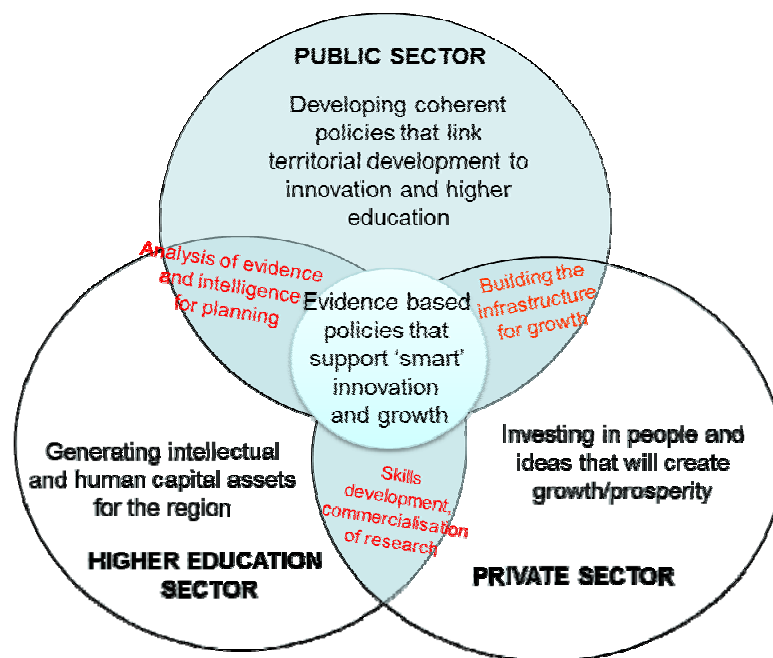 PUBLIC SECTOR
Developing coherent
policies that link
territorial development to
innovation and higher
education
Analysis of evidence
and intelligence
for planning
Building the
infrastructure
for growth
Evidence based
policies that
support ‘smart’
innovation
and growth
Generating intellectual
and human capital assets
for the region
HIGHER EDUCATION
SECTOR
Skills
development,
commercialisation
of research
Investing in people and
ideas that will create
growth/prosperity
PRIVATE SECTOR